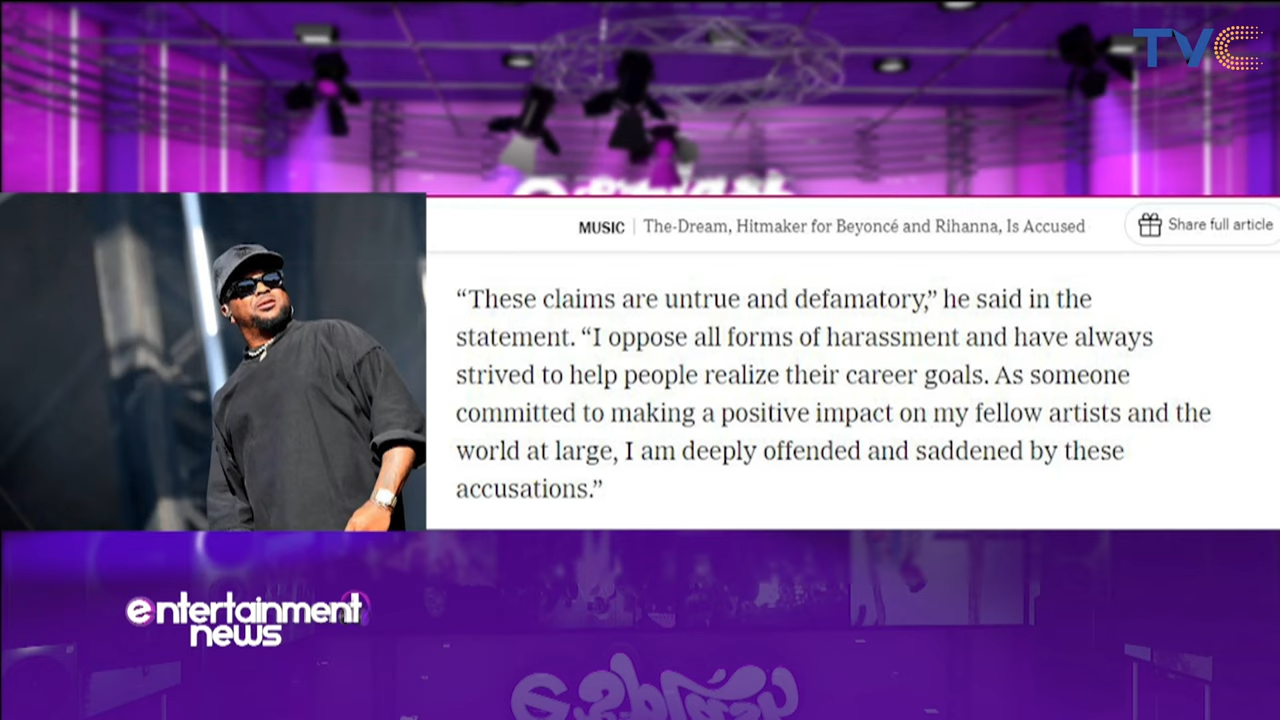 TVC
MUSIC | The-Dream, Hitmaker for Beyoncé and Rihanna, Is Accused
Share full article
“These claims are untrue and defamatory,” he said in the
statement. “I oppose all forms of harassment and have always
strived to help people realize their career goals. As someone
committed to making a positive impact on my fellow artists and the
world at large, I am deeply offended and saddened by these
accusations.”
entertainment
news